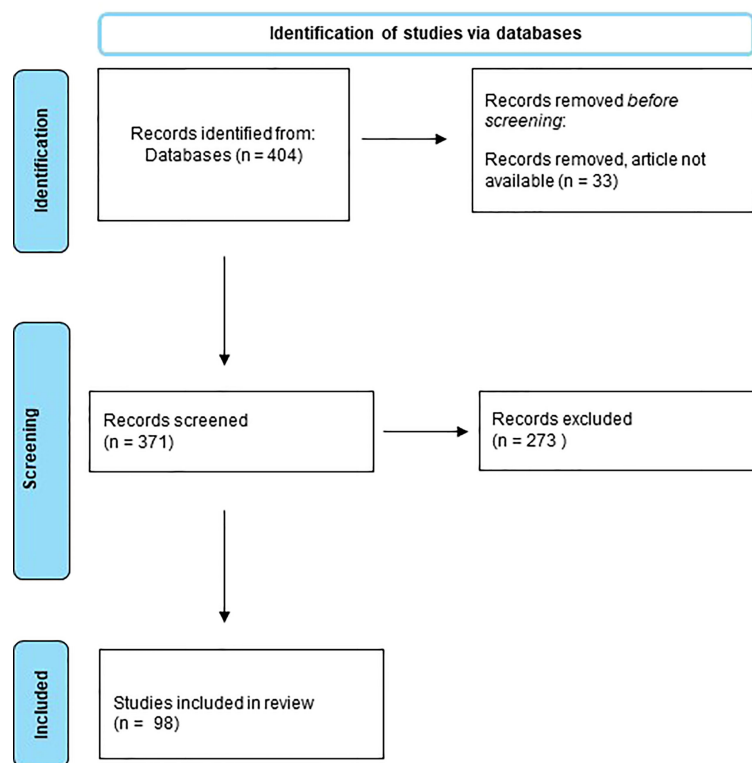 Identification of studies via databases
Identification
Records identified from:
Databases (n = 404)
Records removed before
screening:
Records removed, article not
available (n = 33)
Screening
Records screened
(n = 371)
Records excluded
(n = 273 )
Included
Studies included in review
(n =  98)